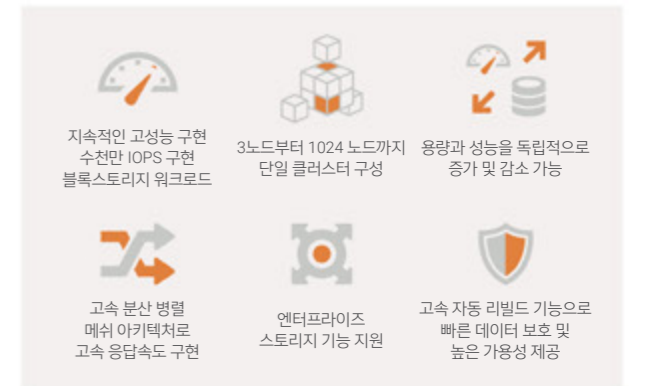 지속적인 고성능 구현
수천만 IOPS 구현
블록스토리지 워크로드
3노드부터 1024 노드까지
단일 클러스터 구성
용량과 성능을 독립적으로
증가 및 감소 가능
고속 분산 병렬
메쉬 아키텍처로
고속 응답속도 구현
엔터프라이즈
스토리지 기능 지원
고속 자동 리빌드 기능으로
빠른 데이터 보호 및
높은 가용성 제공